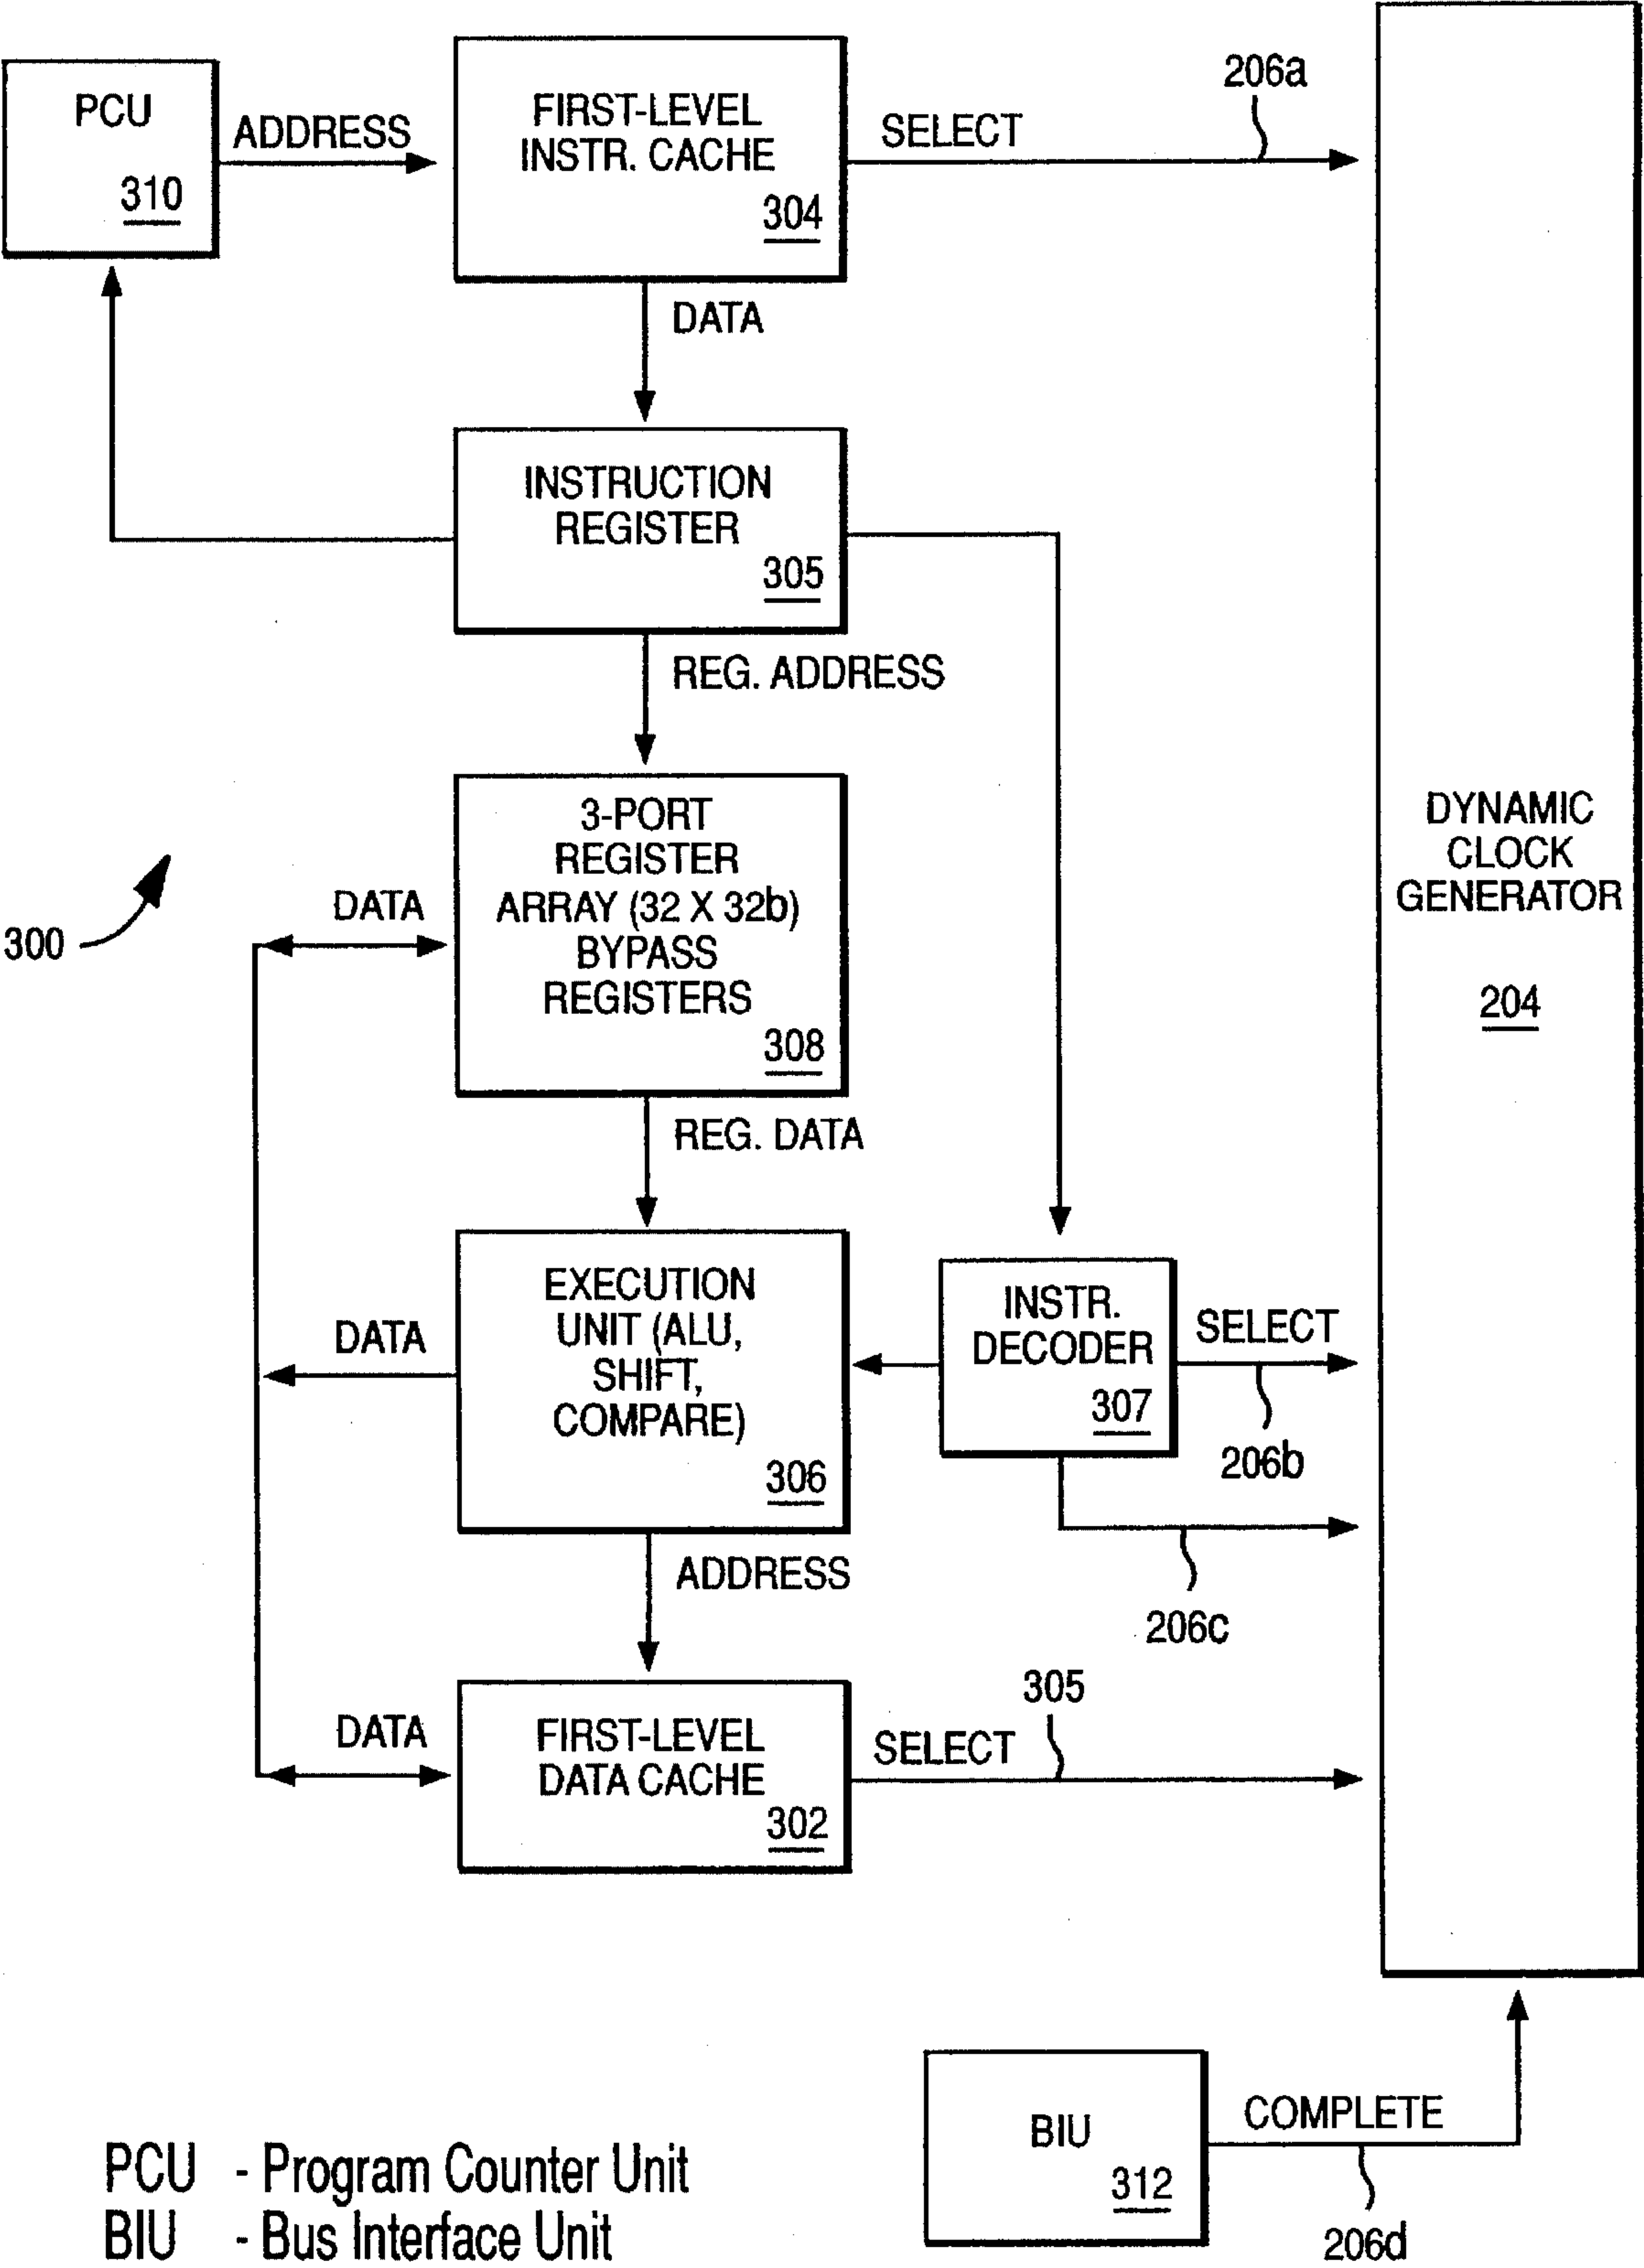 PCU
310
ADDRESS
FIRST-LEVEL
INSTR. CACHE
304
SELECT
206a
DATA
INSTRUCTION
REGISTER
305
REG. ADDRESS
3-PORT
REGISTER
ARRAY (32 X 32b)
BYPASS
REGISTERS
308
DATA
300
DYNAMIC
CLOCK
GENERATOR
204
REG. DATA
EXECUTION
UNIT (ALU,
SHIFT,
COMPARE)
306
DATA
INSTR.
DECODER
307
SELECT
206b
206c
ADDRESS
FIRST-LEVEL
DATA CACHE
302
DATA
SELECT
305
BIU
312
COMPLETE
206d
PCU - Program Counter Unit
BIU - Bus Interface Unit